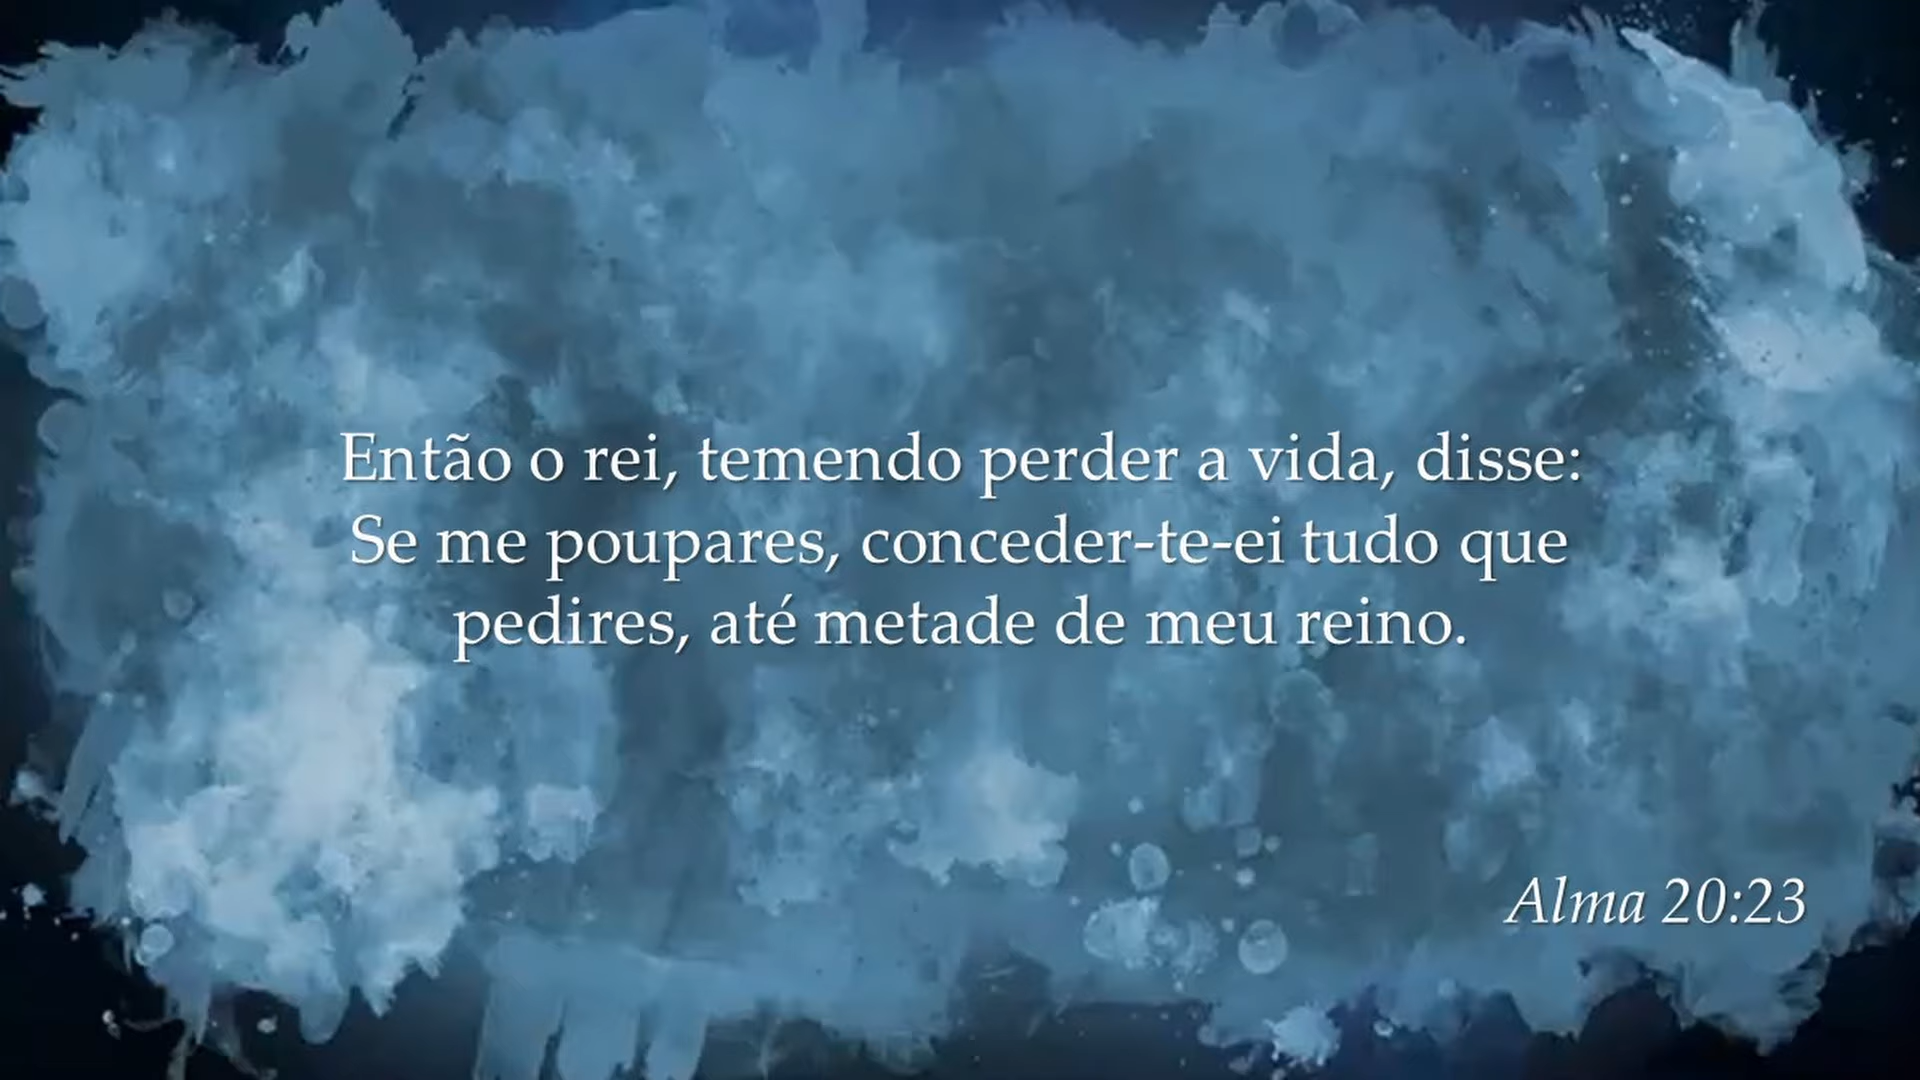 Então o rei, temendo perder a vida, disse:
Se me poupares, conceder-te-ei tudo que
pedires, até metade de meu reino.
Alma 20:23